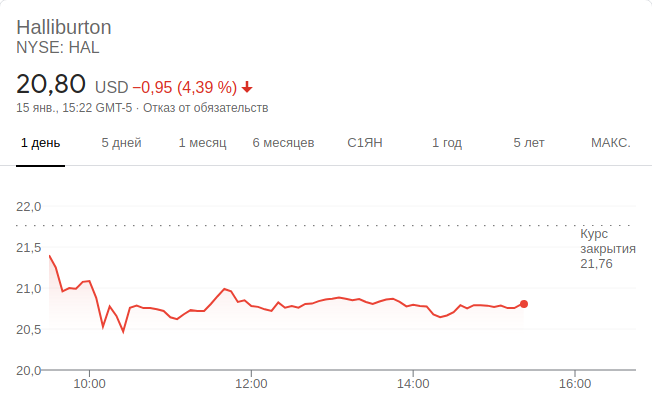 Halliburton
NYSE: HAL
20,80 USD −0,95 (4,39 %)
15 янв., 15:22 GMT-5 · Отказ от обязательств
1 день 5 дней 1 месяц 6 месяцев С1ЯН 1 год 5 лет МАКС.
22,0
Курс
закрытия
21,76
21,5
21,0
20,5
20,0
10:00 12:00 14:00 16:00